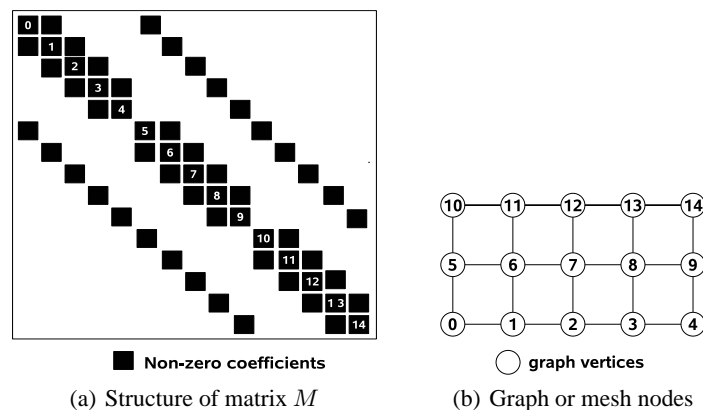 0
1
2
3
4
5
6
7
8
9
10
11
12
1 3
14
Non-zero coefficients
(a) Structure of matrix M
10 11 12 13 14
5 6 7 8 9
0 1 2 3 4
graph vertices
(b) Graph or mesh nodes